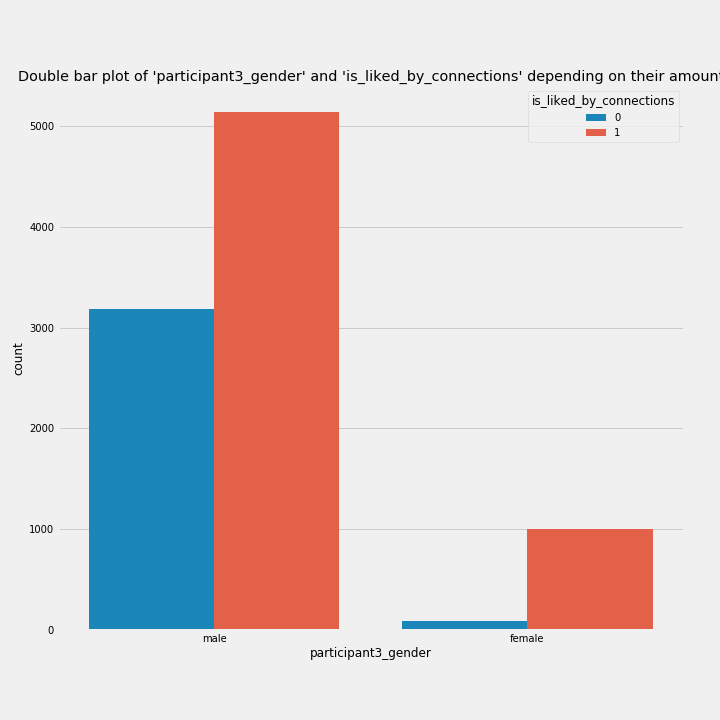 Double bar plot of 'participant3_gender' and 'is_liked_by_connections' depending on their amount
is_liked_by_connections
0
1
5000
4000
3000
2000
1000
0
count
male
female
participant3_gender